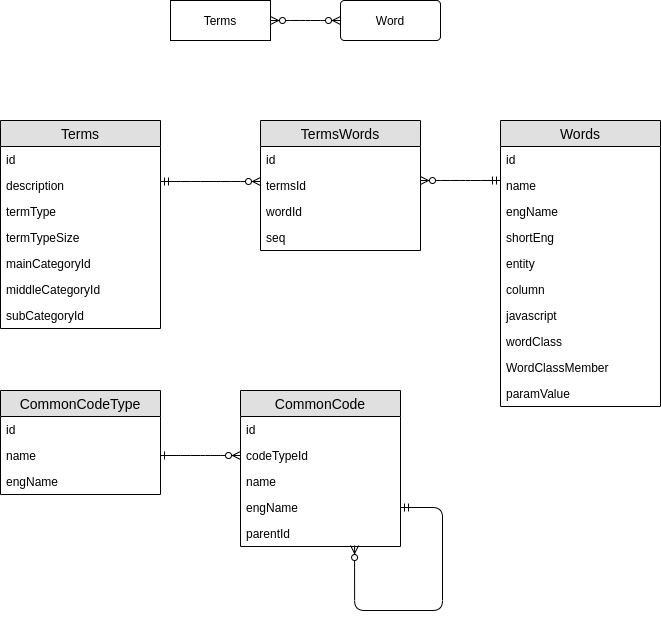 Terms
Word
Terms
id
description
termType
termTypeSize
mainCategoryId
middleCategoryId
subCategoryId
TermsWords
id
termsId
wordId
seq
Words
id
name
engName
shortEng
entity
column
javascript
wordClass
WordClassMember
paramValue
CommonCodeType
id
name
engName
CommonCode
id
codeTypeId
name
engName
parentId